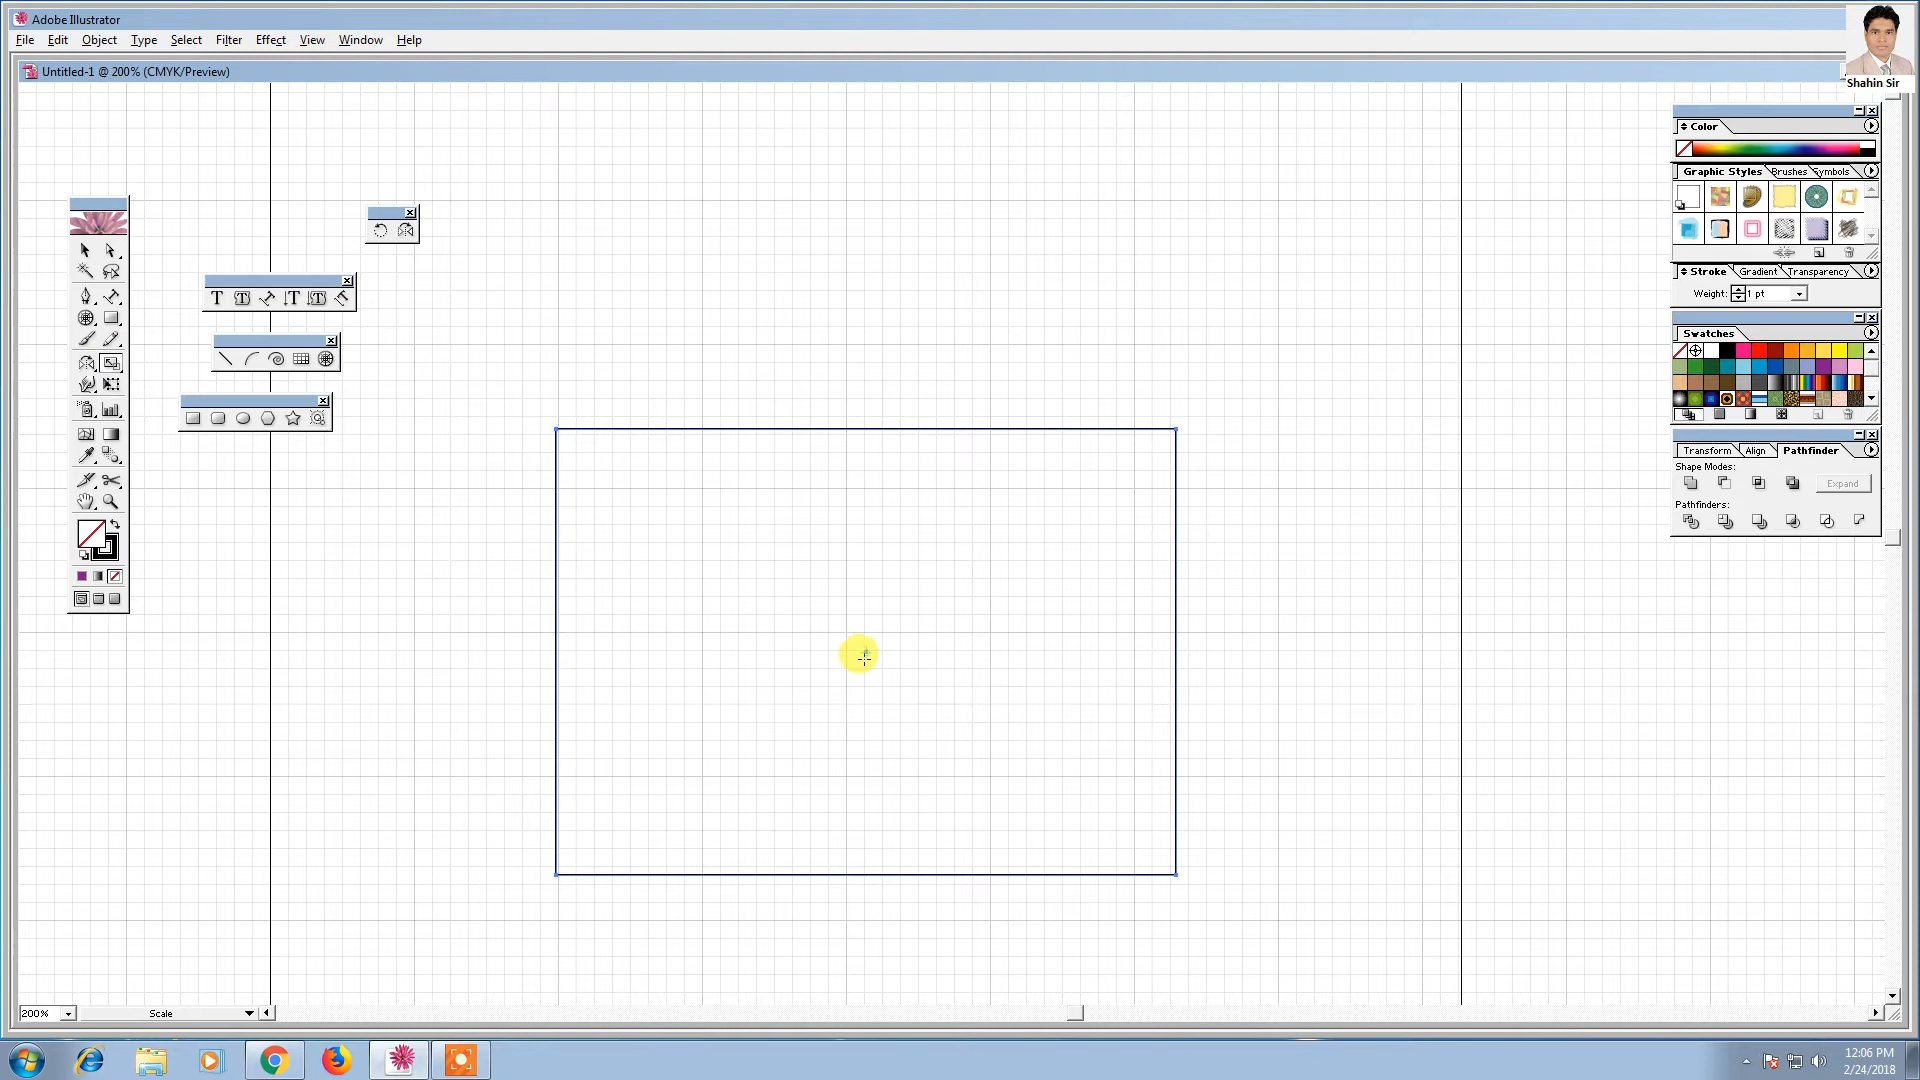 Adobe Illustrator
File Edit Object Type Select Filter Effect View Window Help
Shahin Sir
Untitled-1 @ 200% (CMYK/Preview)
Color
Graphic Styles Brushes Symbols
Stroke Gradient Transparency
Weight: 1 pt
Swatches
Transform Align Pathfinder
Shape Modes:
Expand
Pathfinders:
200% Scale
12:06 PM
2/24/2018